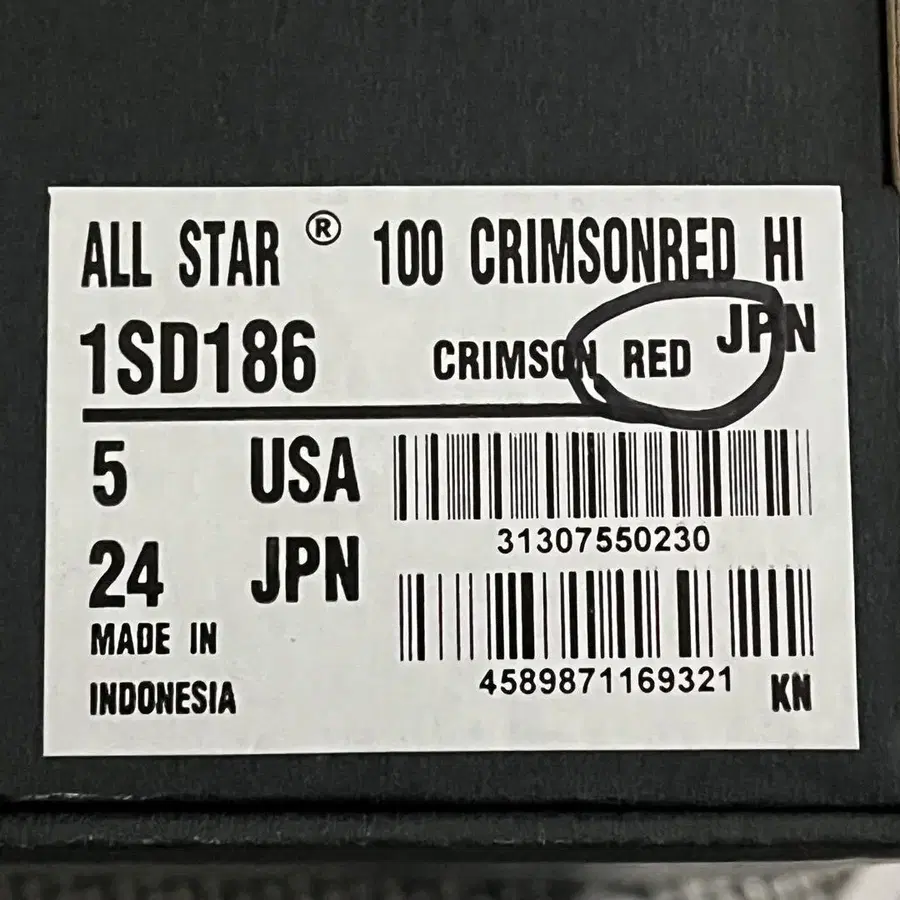 ALL STAR ® 100 CRIMSONRED HI
1SD186 CRIMSON RED JPN
5 USA
31307550230
24 JPN
MADE IN
INDONESIA
4589871169321 KN